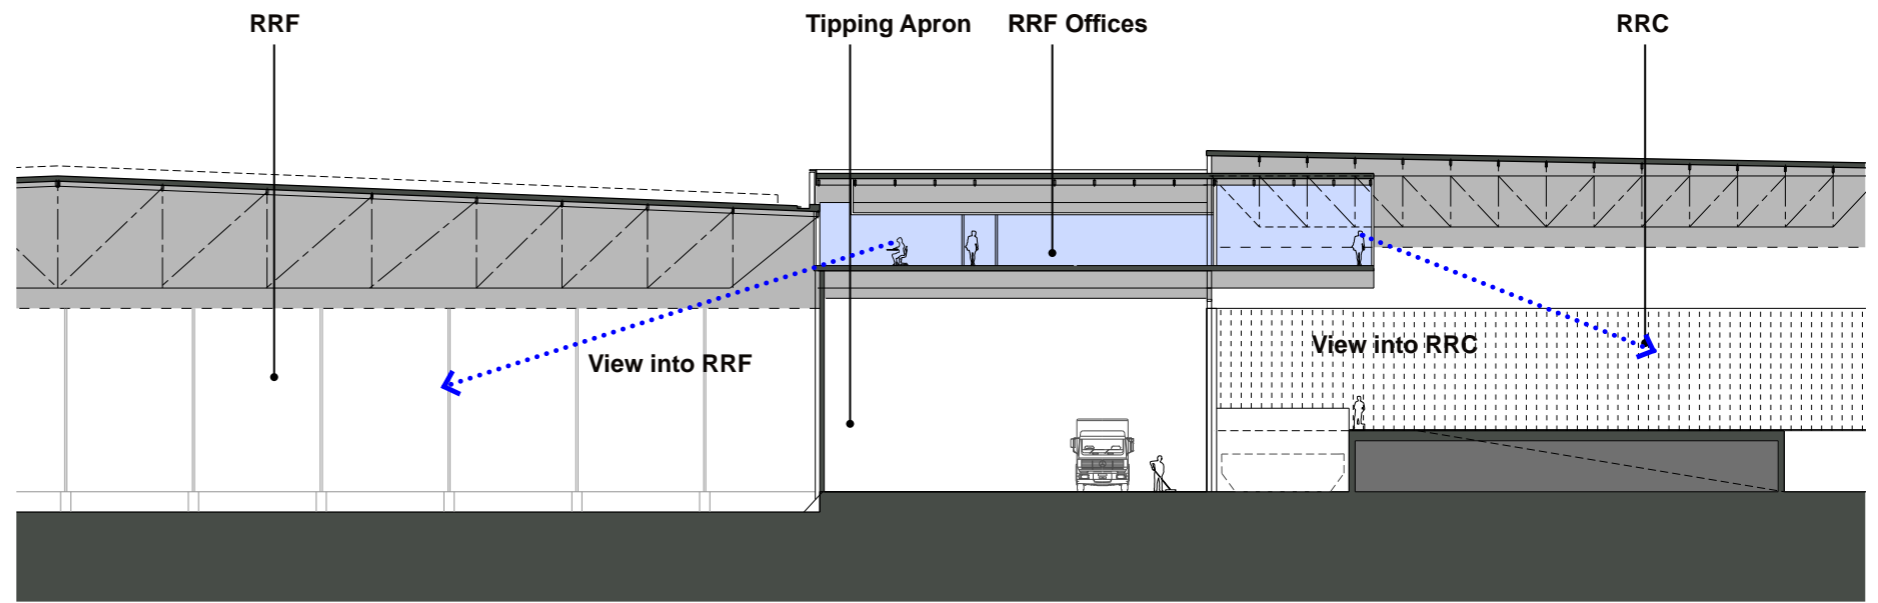 RRF
Tipping Apron
RRF Offices
RRC
View into RRF
View into RRC